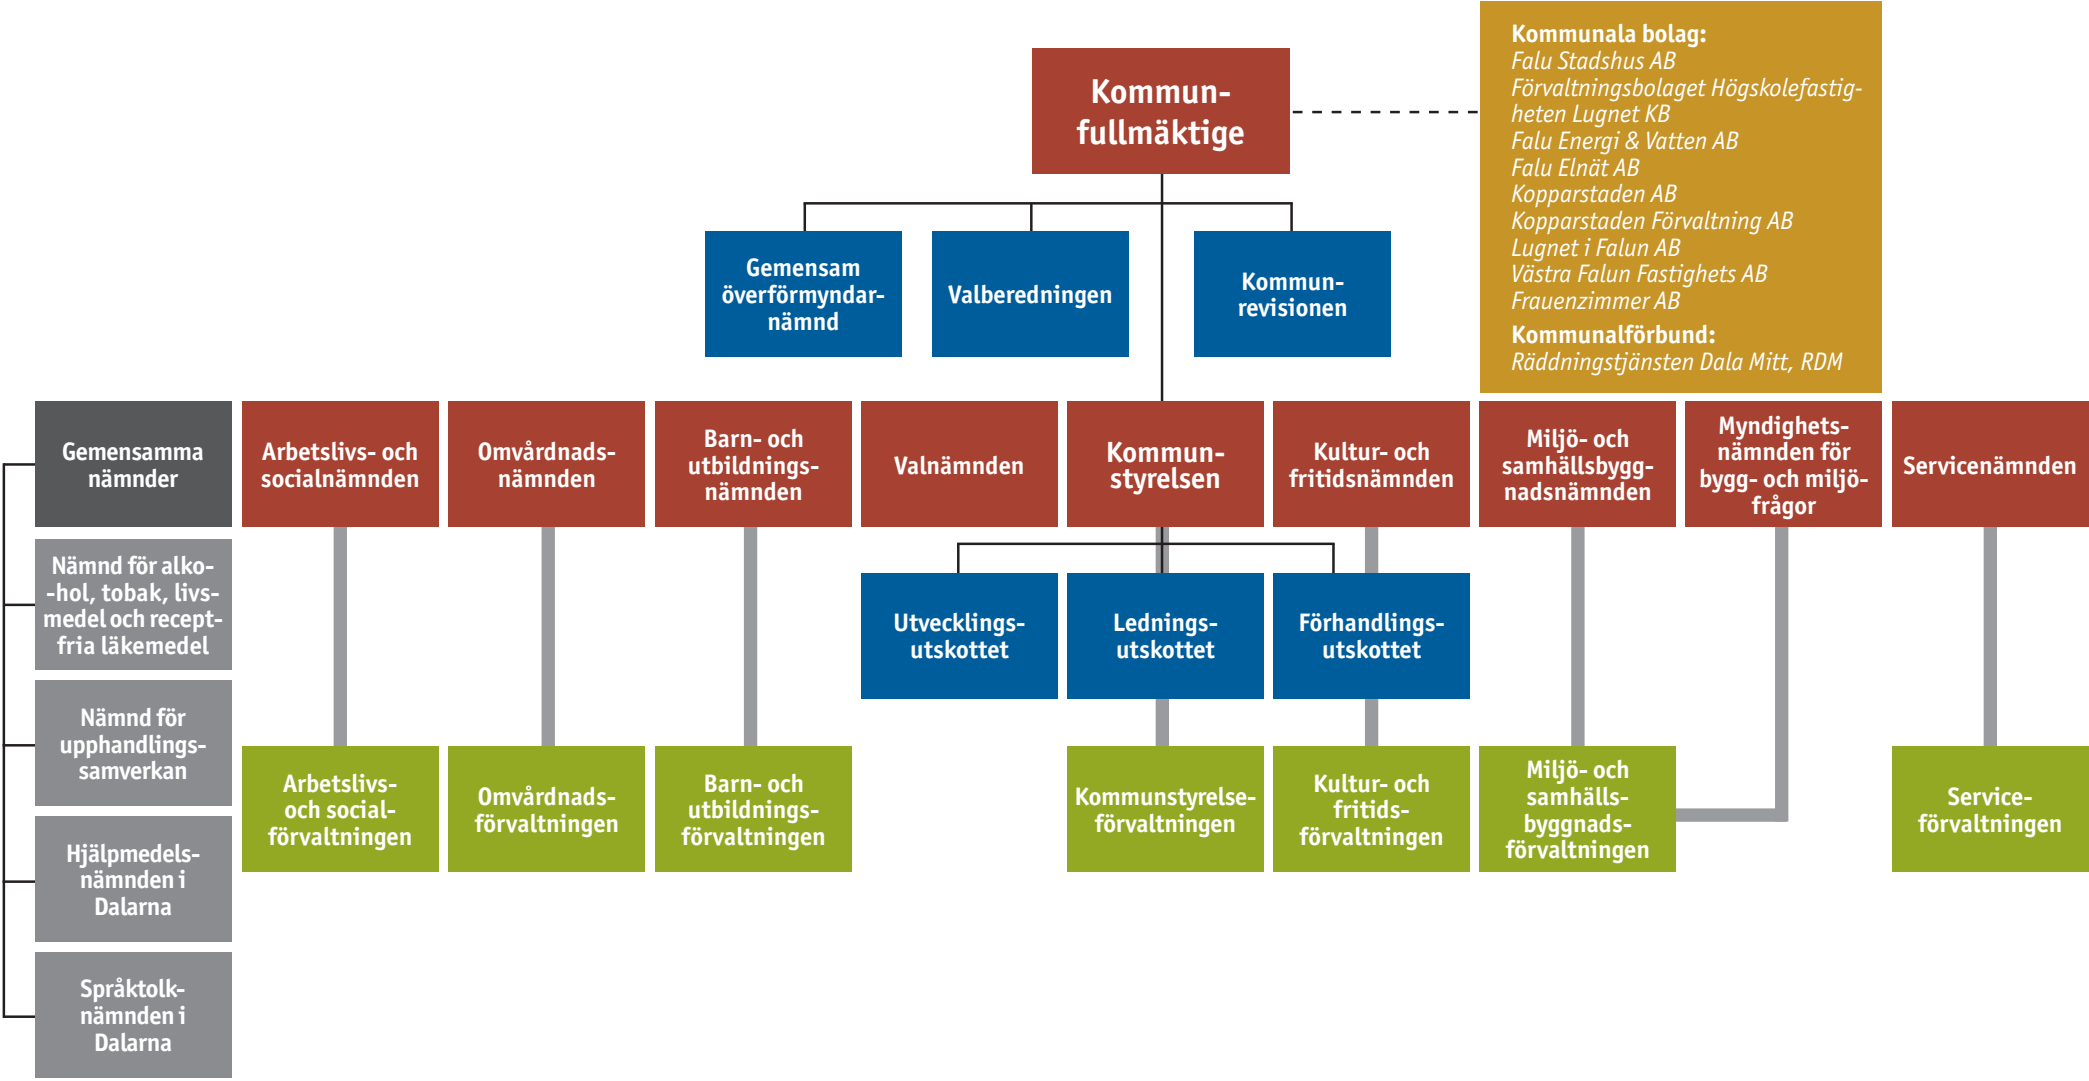 Kommun-
fullmäktige
Kommunala bolag:
Falu Stadshus AB
Förvaltningsbolaget Högskolefastig-
heten Lugnet KB
Falu Energi & Vatten AB
Falu Elnät AB
Kopparstaden AB
Kopparstaden Förvaltning AB
Lugnet i Falun AB
Västra Falun Fastighets AB
Frauenzimmer AB
Kommunalförbund:
Räddningstjänsten Dala Mitt, RDM
Gemensam
överförmyndar-
nämnd
Valberedningen
Kommun-
revisionen
Gemensamma
nämnder
Arbetslivs- och
socialnämnden
Omvårdnads-
nämnden
Barn- och
utbildnings-
nämnden
Valnämnden
Kommun-
styrelsen
Kultur- och
fritidsnämnden
Miljö- och
samhällsbygg-
nadsnämnden
Myndighets-
nämnden för
bygg- och miljö-
frågor
Servicenämnden
Nämnd för alko-
-hol, tobak, livs-
medel och recept-
fria läkemedel
Utvecklings-
utskottet
Lednings-
utskottet
Förhandlings-
utskottet
Nämnd för
upphandlings-
samverkan
Arbetslivs-
och social-
förvaltningen
Omvårdnads-
förvaltningen
Barn- och
utbildnings-
förvaltningen
Kommunstyrelse-
förvaltningen
Kultur- och
fritids-
förvaltningen
Miljö- och
samhälls-
byggnads-
förvaltningen
Service-
förvaltningen
Hjälpmedels-
nämnden i
Dalarna
Språktolk-
nämnden i
Dalarna